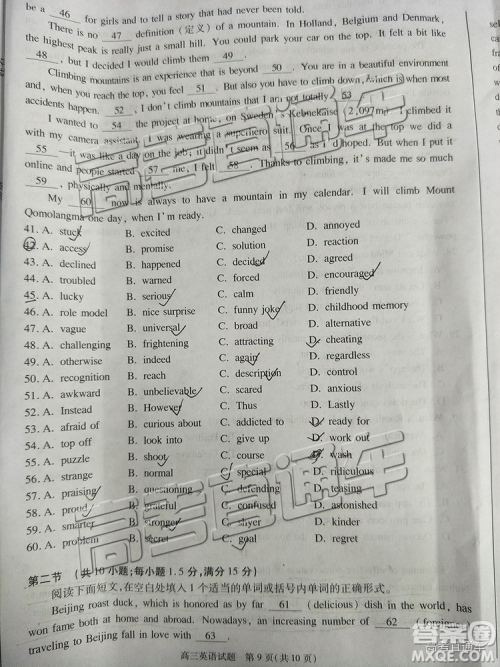 be a 46 for girls and to tell a story that had never been told.
There is no 47 definition (定义) of a mountain. In Holland, Belgium and Denmark,
the highest peak is really just a small hill. You could park your car on the top. It felt a bit like
48 , but I decided I would climb them 49 .
Climbing mountains is an experience that is beyond 50 . You are in a beautiful environment
and, when you reach the top, you feel 51 . But also you have to climb down, which is when most
accidents happen. 52 , I don't climb mountains that I am not totally 53
I wanted to 54 the project at home, on Sweden's Kebnekaise (2,097m). I climbed it
with my camera assistant. I was wearing a superhero suit. Once I was at the top we did a
55 — it was like a day on the job; it didn't seem as 56 as I'd hoped. But when I put it
online and people started 57 me, I felt 58 . Thanks to climbing, it's made me so much
59 , physically and mentally.
My 60 now is always to have a mountain in my calendar. I will climb Mount
Qomolangma one day, when I'm ready.
41. A. stuck B. excited C. changed D. annoyed
42. A. access B. promise C. solution D. reaction
43. A. declined B. happened C. decided D. agreed
44. A. troubled B. warned C. forced D. encouraged
45. A. lucky B. serious C. calm D. friendly
46. A. role model B. nice surprise C. funny joke D. childhood memory
47. A. vague B. universal C. broad D. alternative
48. A. challenging B. frightening C. attracting D. cheating
49. A. otherwise B. indeed C. again D. regardless
50. A. recognition B. reach C. description D. control
51. A. awkward B. unbelievable C. scared D. anxious
52. A. Instead B. However C. Thus D. Lastly
53. A. afraid of B. curious about C. addicted to D. ready for
54. A. top off B. look into C. give up D. work out
55. A. puzzle B. shoot C. course D. wash
56. A. strange B. normal C. special D. ridiculous
57. A. praising B. questioning C. defending D. teasing
58. A. proud B. grateful C. confused D. astonished
59. A. smarter B. stronger C. shyer D. kinder
60. A. problem B. secret C. goal D. regret
第二节 (共10小题;每小题1.5分,满分15分)
阅读下面短文,在空白处填入1个适当的单词或括号内单词的正确形式。
Beijing roast duck, which is honored as by far 61 (delicious) dish in the world, has
won fame both at home and abroad. Nowadays, an increasing number of 62 (foreign)
traveling to Beijing fall in love with 63 .
高三英语试题 第9页(共10页)
高考直通车
高考直通车
高考直通车
答案圈